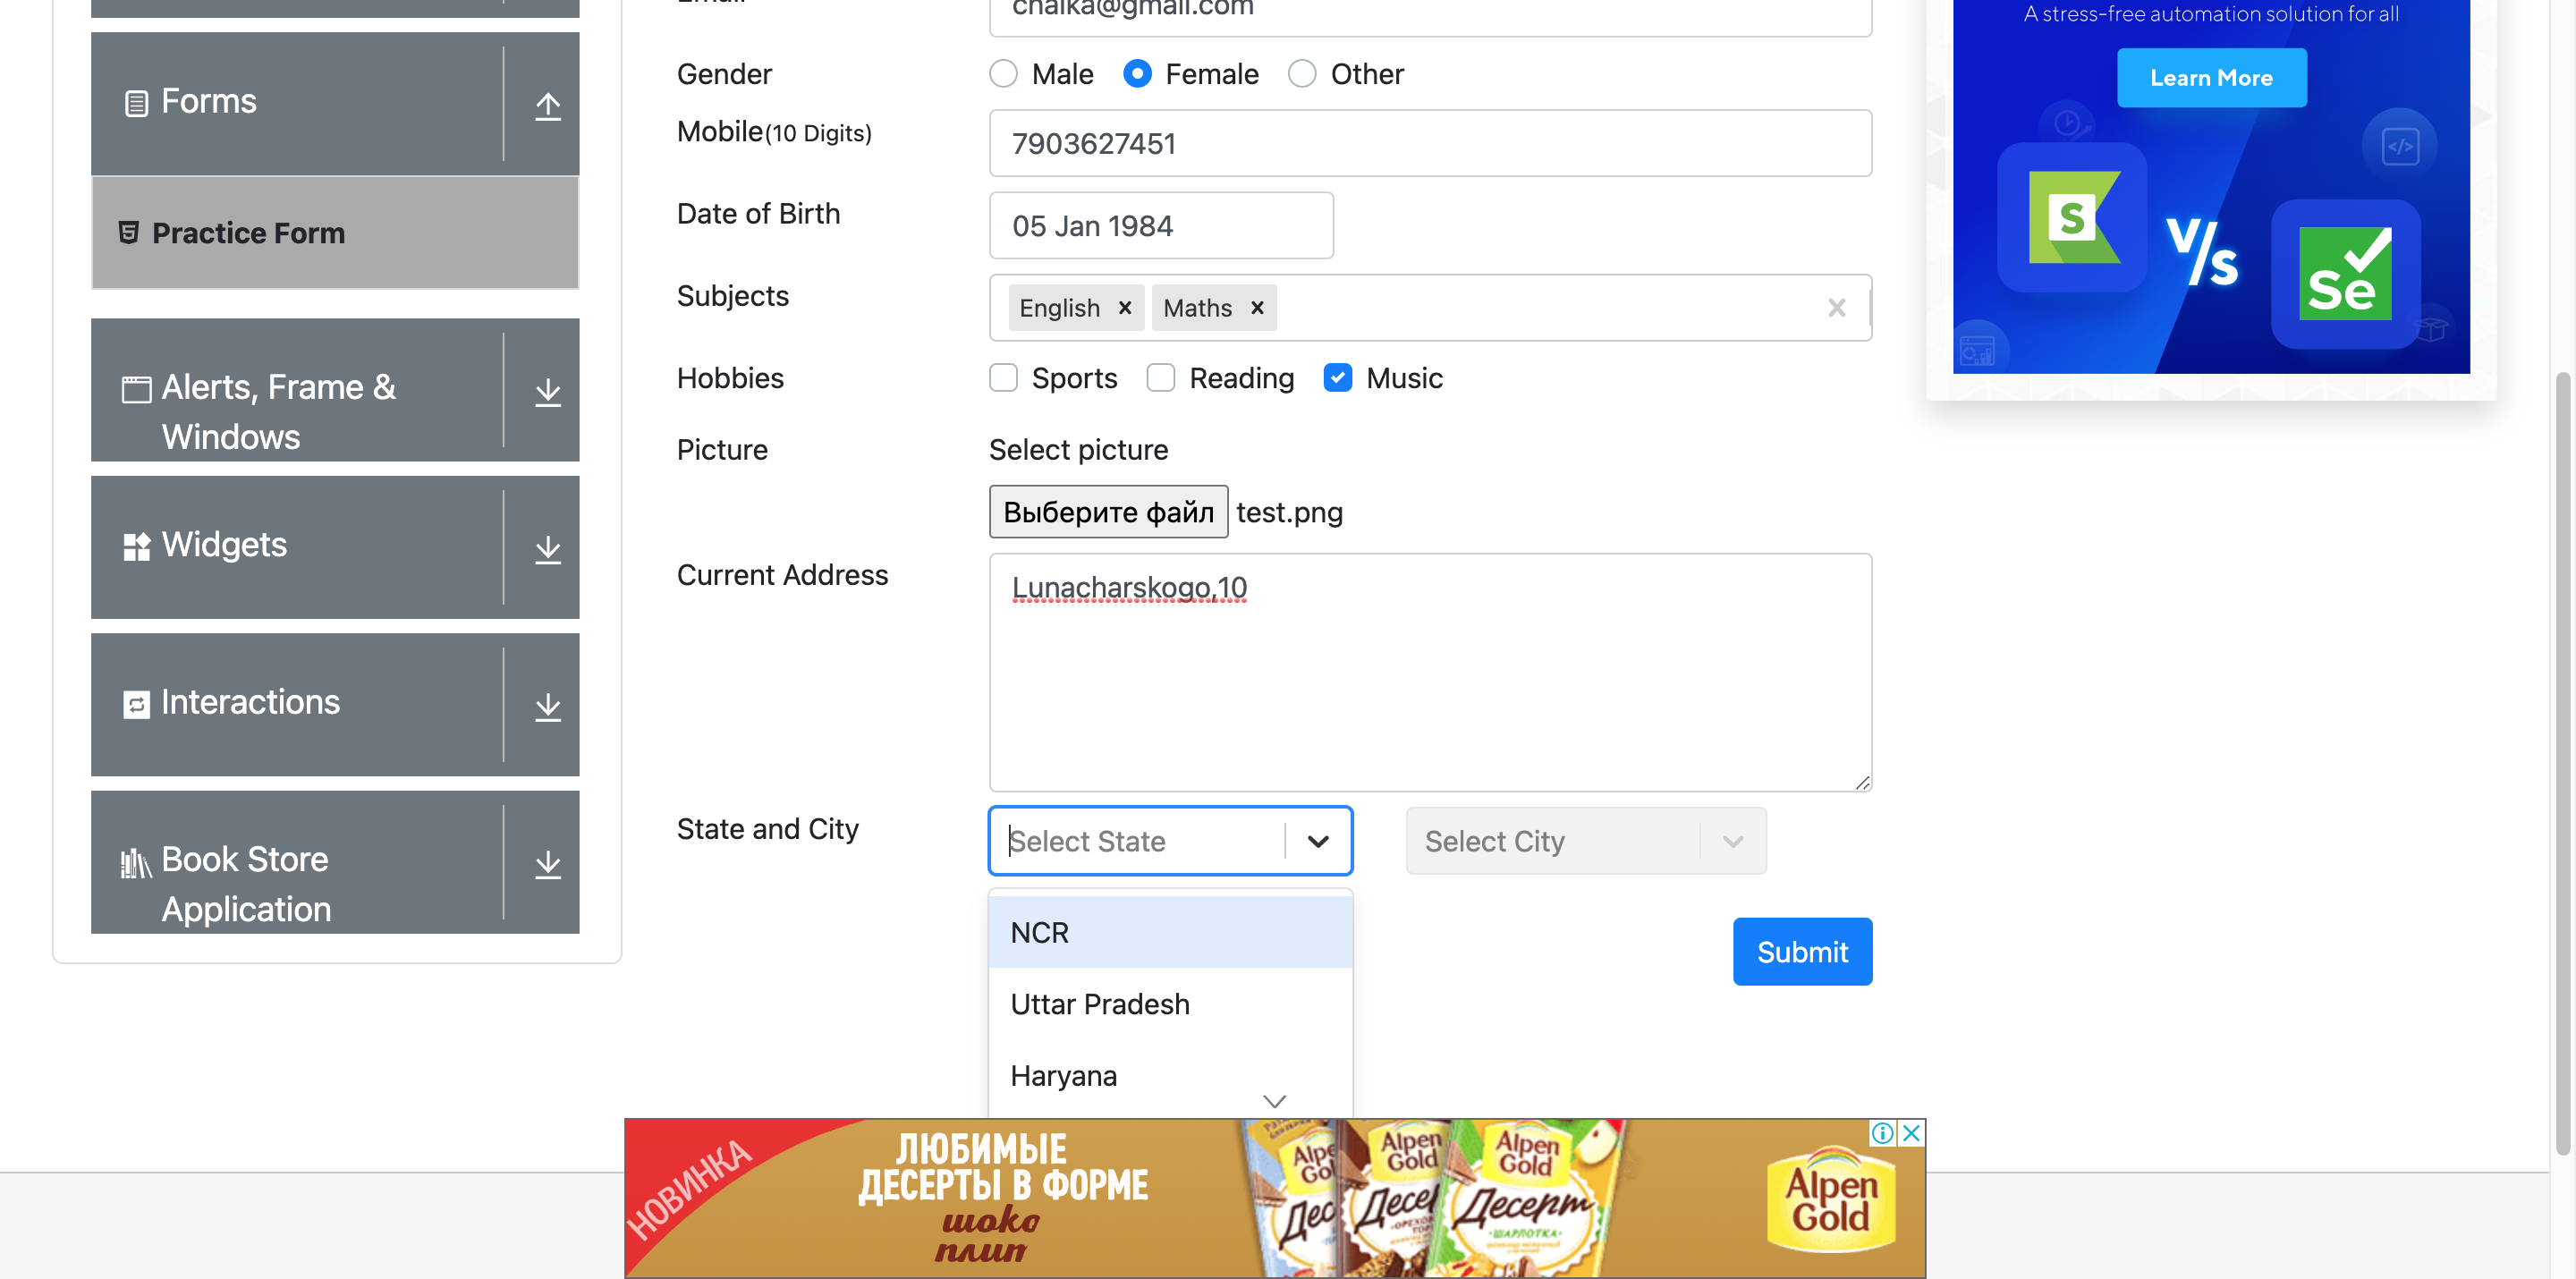 Email
chaika@gmail.com
A stress-free automation solution for all
Learn More
S
V/s
Se
Forms
Practice Form
Alerts, Frame &
Windows
Widgets
Interactions
Book Store
Application
Gender
Male
Female
Other
Mobile(10 Digits)
7903627451
Date of Birth
05 Jan 1984
Subjects
English
Maths
Hobbies
Sports
Reading
Music
Picture
Select picture
Выберите файл test.png
Current Address
Lunacharskogo,10
State and City
Select State
Select City
NCR
Uttar Pradesh
Haryana
Submit
НОВИНКА
ЛЮБИМЫЕ
ДЕСЕРТЫ В ФОРМЕ
шока
плит
Alpen
Gold
Десерт
ШАРЛОТКА
Alpen
Gold
Alpen
Gold